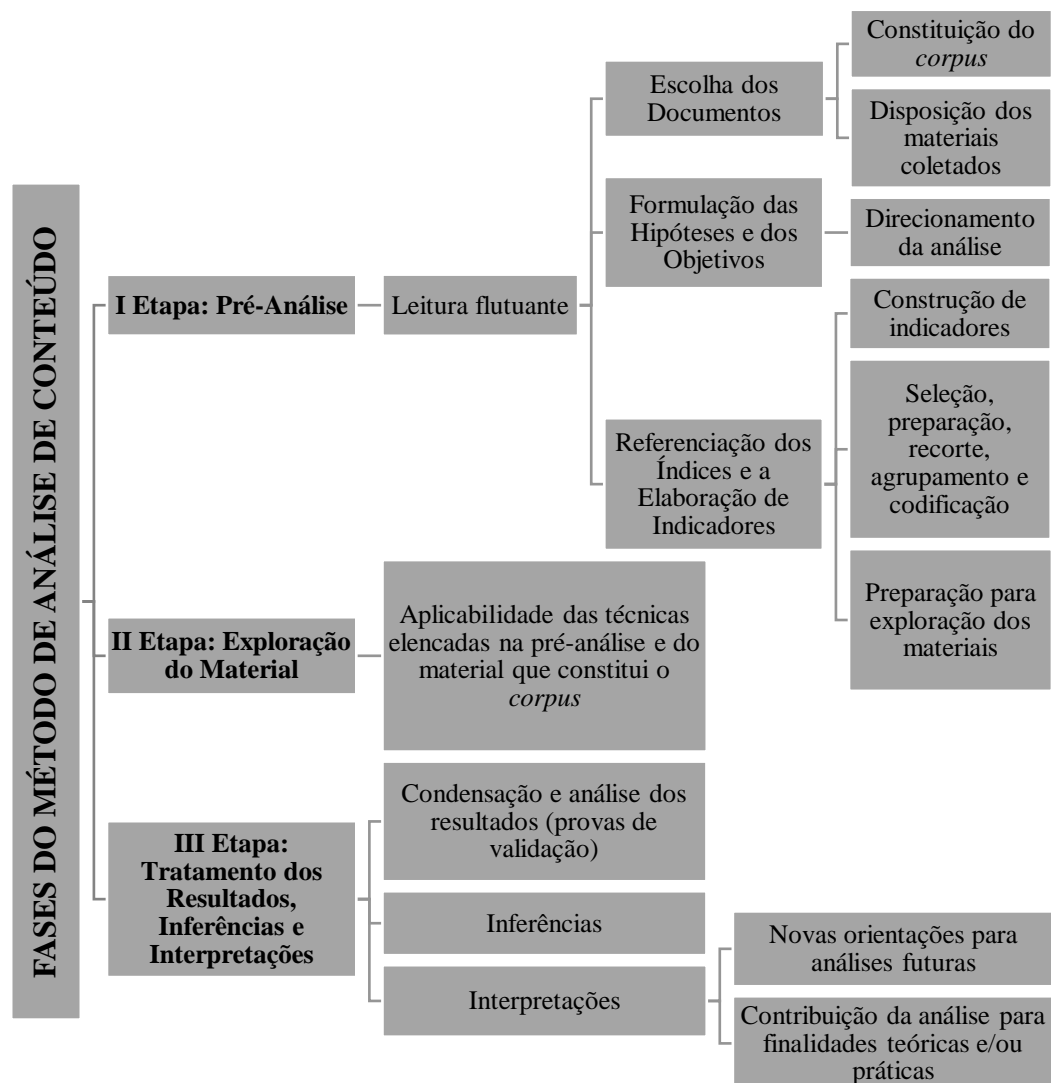 FASES DO MÉTODO DE ANÁLISE DE CONTEÚDO
I Etapa: Pré-Análise
Leitura flutuante
Escolha dos
Documentos
Constituição do
corpus
Disposição dos
materiais
coletados
Formulação das
Hipóteses e dos
Objetivos
Direcionamento
da análise
Referenciação dos
Índices e a
Elaboração de
Indicadores
Construção de
indicadores
Seleção,
preparação,
recorte,
agrupamento e
codificação
Preparação para
exploração dos
materiais
II Etapa: Exploração
do Material
Aplicabilidade das técnicas
elencadas na pré-análise e do
material que constitui o
corpus
III Etapa:
Tratamento dos
Resultados,
Inferências e
Interpretações
Condensação e análise dos
resultados (provas de
validação)
Inferências
Interpretações
Novas orientações para
análises futuras
Contribuição da análise para
finalidades teóricas e/ou
práticas